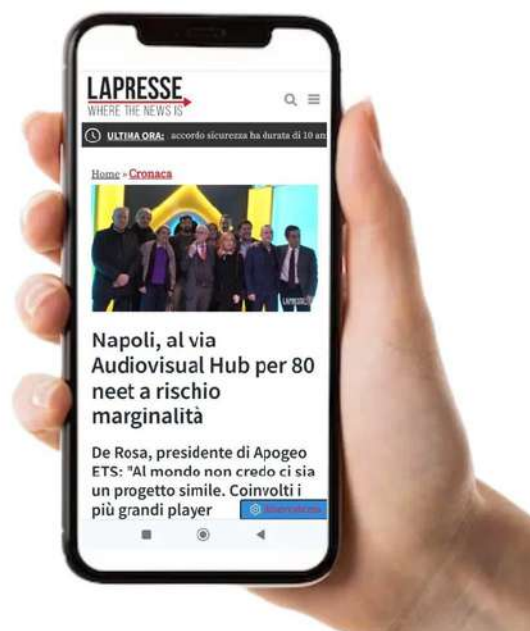 LAPRESSE
WHERE THE NEWS IS
ULTIMA ORA: accordo sicurezza ha durata di 10 an
Home » Cronaca
LAPRESSE
Napoli, al via
Audiovisual Hub per 80
neet a rischio
marginalità
De Rosa, presidente di Apogeo
ETS: "Al mondo non credo ci sia
un progetto simile. Coinvolti i
più grandi player